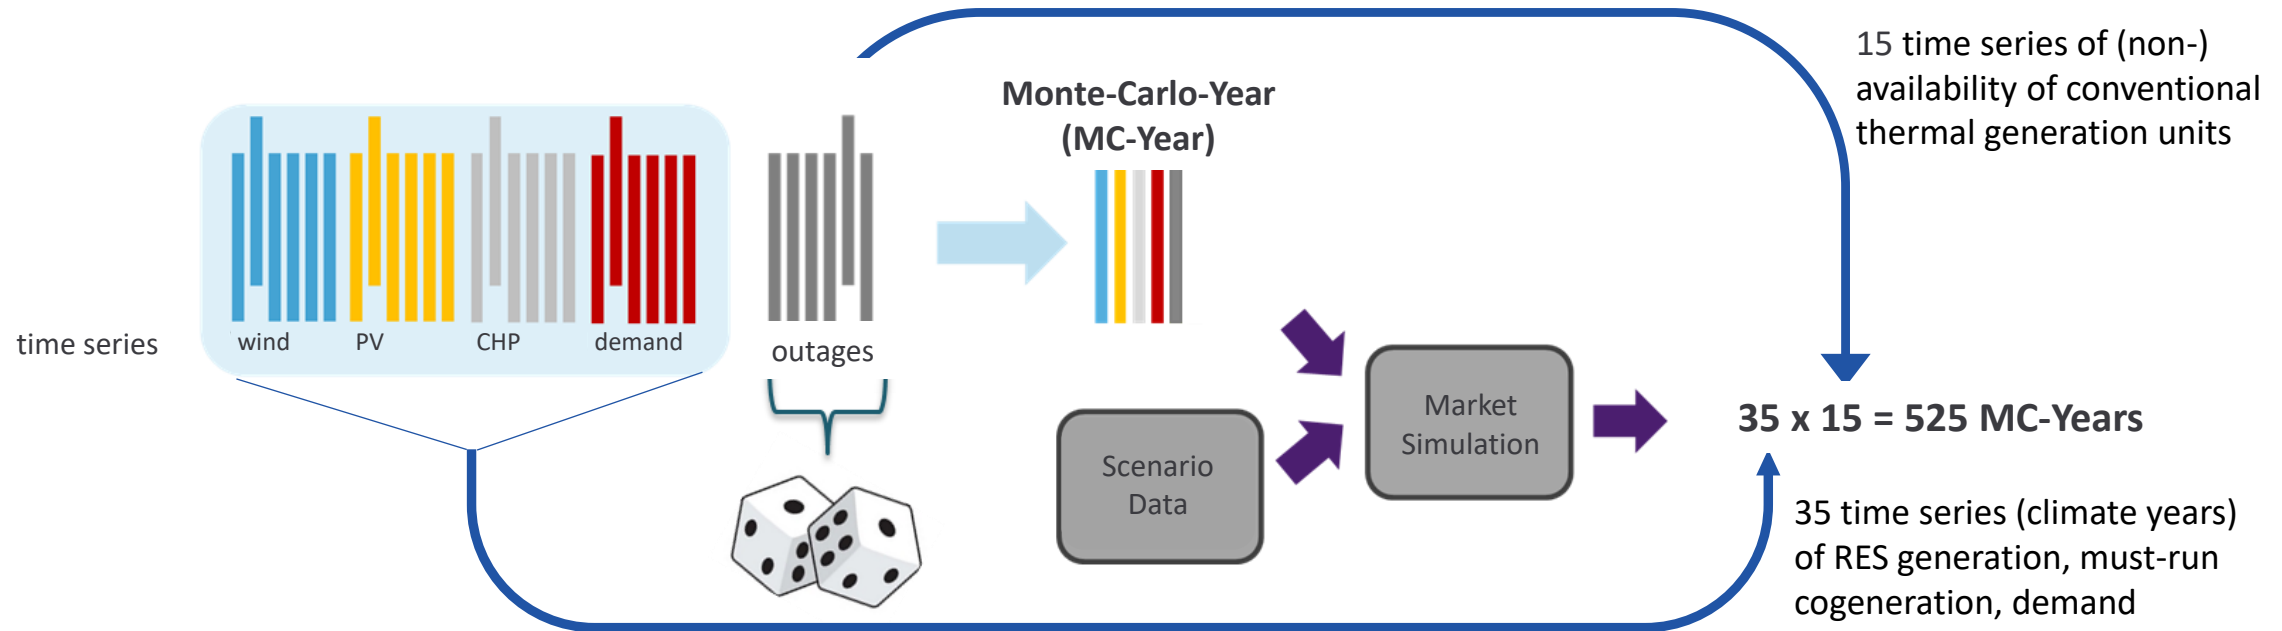 15 time series of (non-)
availability of conventional
thermal generation units
Monte-Carlo-Year
(MC-Year)
time series
wind
PV
CHP
demand
outages
Scenario
Data
Market
Simulation
35 x 15 = 525 MC-Years
35 time series (climate years)
of RES generation, must-run
cogeneration, demand